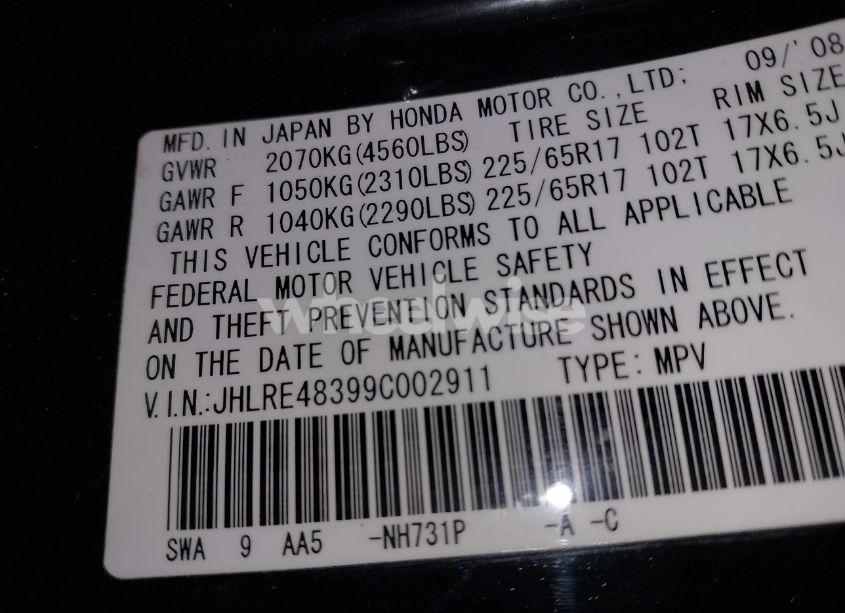 MFD. IN JAPAN BY HONDA MOTOR CO., LTD; 09/'08
GVWR 2070KG(4560LBS) TIRE SIZE RIM SIZE
GAWR F 1050KG(2310LBS) 225/65R17 102T 17X6.5J
GAWR R 1040KG(2290LBS) 225/65R17 102T 17X6.5J
THIS VEHICLE CONFORMS TO ALL APPLICABLE
FEDERAL MOTOR VEHICLE SAFETY
AND THEFT PREVENTION STANDARDS IN EFFECT
ON THE DATE OF MANUFACTURE SHOWN ABOVE.
V.I.N.:JHLRE48399C002911 TYPE: MPV
SWA 9 AA5 -NH731P -A -C
wheelwise